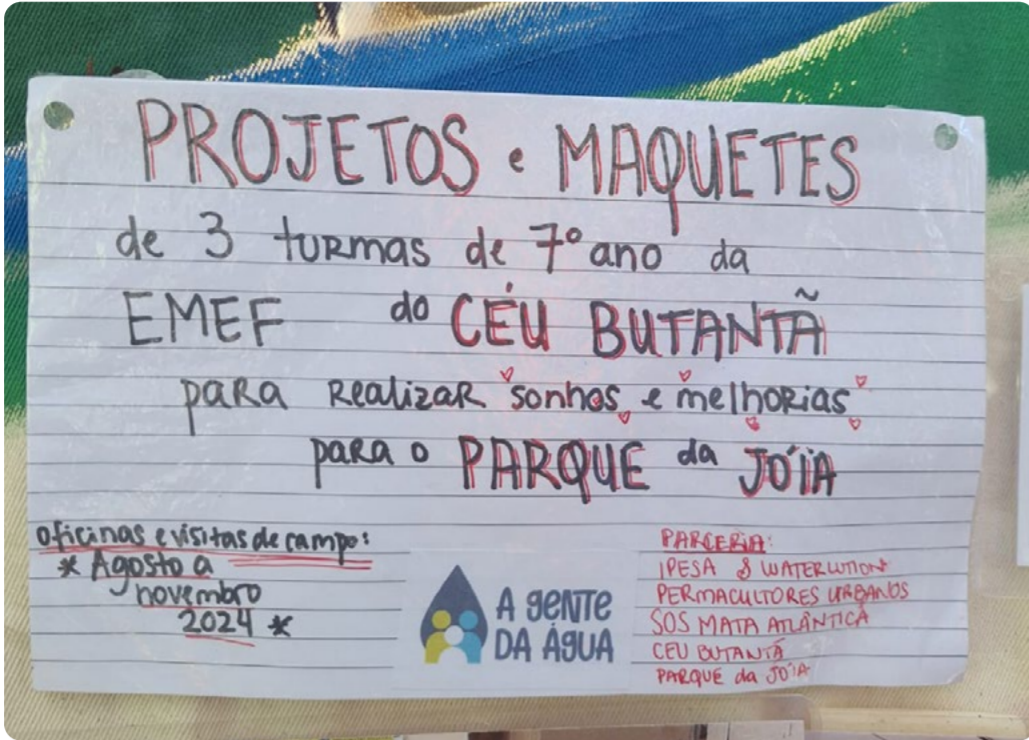 PROJETOS e MAQUETES
de 3 turmas de 7º ano da
EMEF do CÉU BUTANTÃ
para Realizar sonhos e melhorias
para o PARQUE da JÓIA
oficinas e visitas de campo:
* Agosto a
novembro
2024 *
A gente
DA ÁGUA
PARCERIA:
IPESA & WATERLUTION
PERMACULTORES URBANOS
SOS MATA ATLÂNTICA
CEU BUTANTÃ
PARQUE da JÓIA